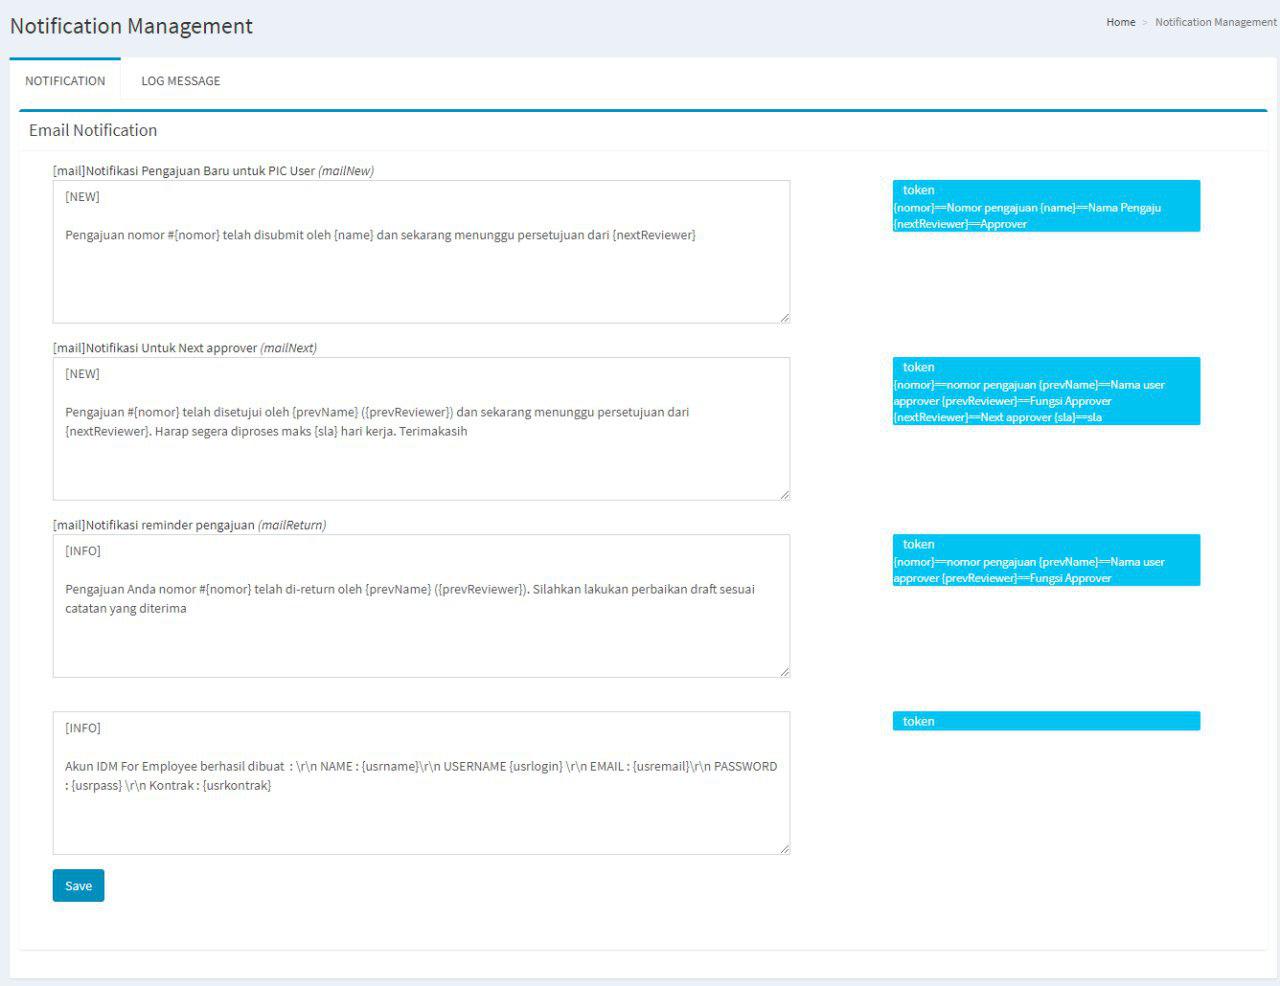 Notification Management
Home > Notification Management
NOTIFICATION
LOG MESSAGE
Email Notification
[mail]Notifikasi Pengajuan Baru untuk PIC User (mailNew)
[NEW]
Pengajuan nomor #{nomor} telah disubmit oleh {name} dan sekarang menunggu persetujuan dari {nextReviewer}
token
{nomor}==Nomor pengajuan {name}==Nama Pengaju
{nextReviewer}==Approver
[mail]Notifikasi Untuk Next approver (mailNext)
[NEW]
Pengajuan #{nomor} telah disetujui oleh {prevName} ({prevReviewer}) dan sekarang menunggu persetujuan dari
{nextReviewer}. Harap segera diproses maks {sla} hari kerja. Terimakasih
token
{nomor}==nomor pengajuan {prevName}==Nama user
approver {prevReviewer}==Fungsi Approver
{nextReviewer}==Next approver {sla}==sla
[mail]Notifikasi reminder pengajuan (mailReturn)
[INFO]
Pengajuan Anda nomor #{nomor} telah di-return oleh {prevName} ({prevReviewer}). Silahkan lakukan perbaikan draft sesuai
catatan yang diterima
token
{nomor}==nomor pengajuan {prevName}==Nama user
approver {prevReviewer}==Fungsi Approver
[INFO]
Akun IDM For Employee berhasil dibuat : \r\n NAME : {usrname}\r\n USERNAME {usrlogin} \r\n EMAIL : {usremail}\r\n PASSWORD
: {usrpass} \r\n Kontrak : {usrkontrak}
token
Save